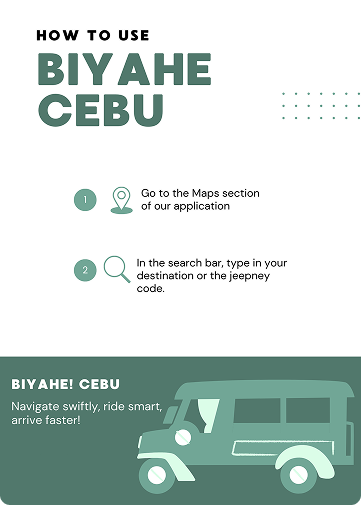 HOW TO USE
BIYAHE
CEBU
1
Go to the Maps section
of our application
2
In the search bar, type in your
destination or the jeepney
code.
BIYAHE! CEBU
Navigate swiftly, ride smart,
arrive faster!